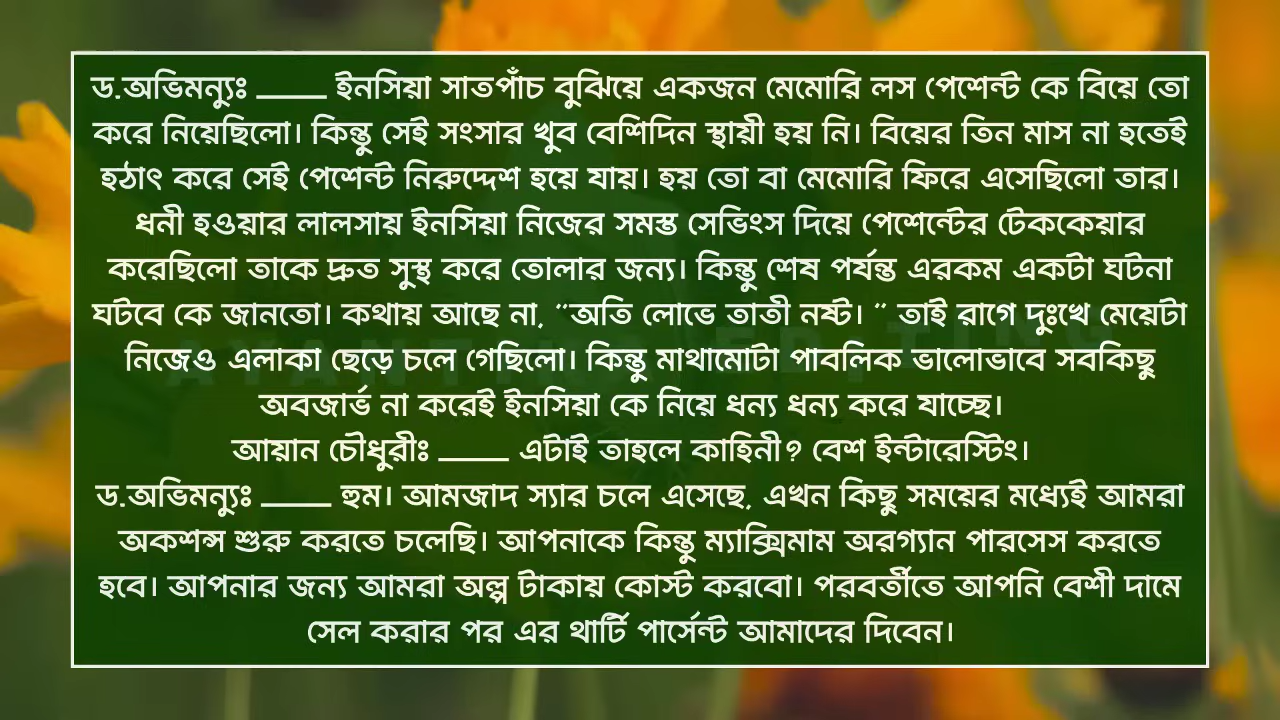 ড.অভিমন্যুঃ _____ ইনসিয়া সাতপাঁচ বুঝিয়ে একজন মেমোরি লস পেশেন্ট কে বিয়ে তো
করে নিয়েছিলো। কিন্তু সেই সংসার খুব বেশিদিন স্থায়ী হয় নি। বিয়ের তিন মাস না হতেই
হঠাৎ করে সেই পেশেন্ট নিরুদ্দেশ হয়ে যায়। হয় তো বা মেমোরি ফিরে এসেছিলো তার।
ধনী হওয়ার লালসায় ইনসিয়া নিজের সমস্ত সেভিংস দিয়ে পেশেন্টের টেককেয়ার
করেছিলো তাকে দ্রুত সুস্থ করে তোলার জন্য। কিন্তু শেষ পর্যন্ত এরকম একটা ঘটনা
ঘটবে কে জানতো। কথায় আছে না, "অতি লোভে তাতী নষ্ট। " তাই রাগে দুঃখে মেয়েটা
নিজেও এলাকা ছেড়ে চলে গেছিলো। কিন্তু মাথামোটা পাবলিক ভালোভাবে সবকিছু
অবজার্ভ না করেই ইনসিয়া কে নিয়ে ধন্য ধন্য করে যাচ্ছে।
আয়ান চৌধুরীঃ _____ এটাই তাহলে কাহিনী? বেশ ইন্টারেস্টিং।
ড.অভিমন্যুঃ _____ হুম। আমজাদ স্যার চলে এসেছে, এখন কিছু সময়ের মধ্যেই আমরা
অকশন্স শুরু করতে চলেছি। আপনাকে কিন্তু ম্যাক্সিমাম অরগ্যান পারসেস করতে
হবে। আপনার জন্য আমরা অল্প টাকায় কোস্ট করবো। পরবর্তীতে আপনি বেশী দামে
সেল করার পর এর থার্টি পার্সেন্ট আমাদের দিবেন।